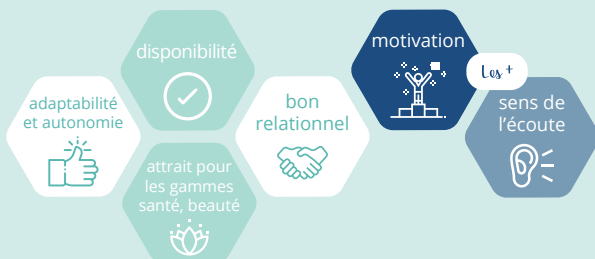 disponibilité
adaptabilité
et autonomie
attrait pour
les gammes
santé, beauté
bon
relationnel
motivation
Les +
sens de
l’écoute